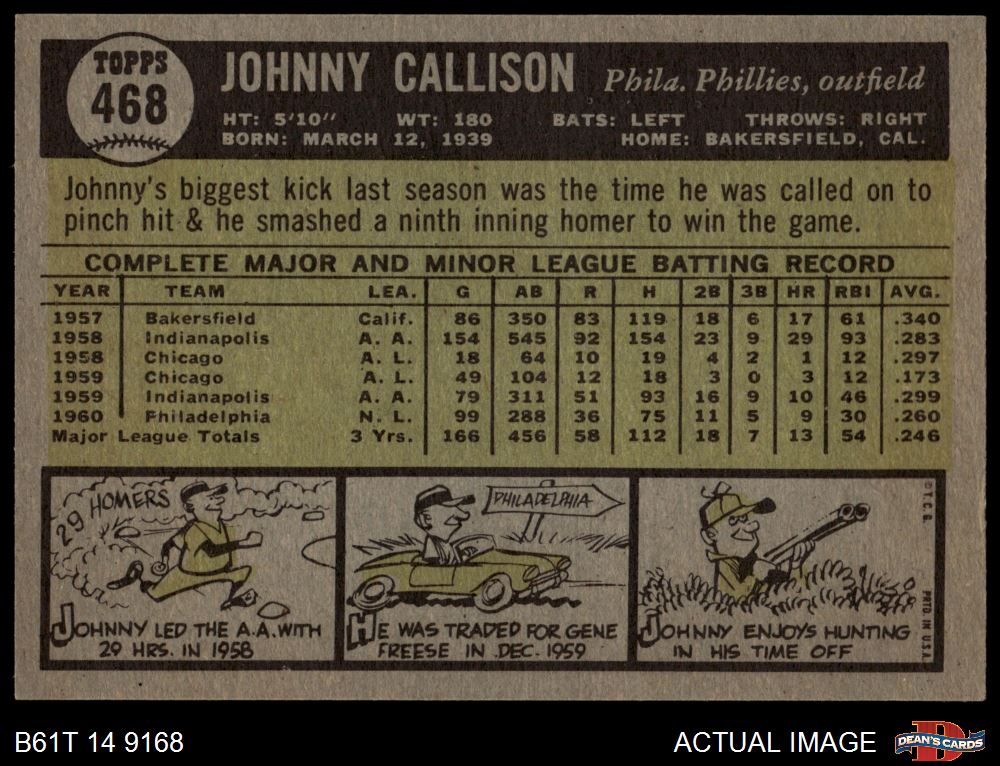 TOPPS
468
JOHNNY CALLISON Phila. Phillies, outfield
HT: 5'10" WT: 180 BATS: LEFT THROWS: RIGHT
BORN: MARCH 12, 1939 HOME: BAKERSFIELD, CAL.
Johnny's biggest kick last season was the time he was called on to
pinch hit & he smashed a ninth inning homer to win the game.
COMPLETE MAJOR AND MINOR LEAGUE BATTING RECORD
YEAR TEAM LEA. G AB R H 2B 3B HR RBI AVG.
1957 Bakersfield Calif. 86 350 83 119 18 6 17 61 .340
1958 Indianapolis A. A. 154 545 92 154 23 9 29 93 .283
1958 Chicago A. L. 18 64 10 19 4 2 1 12 .297
1959 Chicago A. L. 49 104 12 18 3 0 3 12 .173
1959 Indianapolis A. A. 79 311 51 93 16 9 10 46 .299
1960 Philadelphia N. L. 99 288 36 75 11 5 9 30 .260
Major League Totals 3 Yrs. 166 456 58 112 18 7 13 54 .246
29 HOMERS
JOHNNY LED THE A.A. WITH
29 HRS. IN 1958
PHILADELPHIA
HE WAS TRADED FOR GENE
FREESE IN DEC. 1959
JOHNNY ENJOYS HUNTING
IN HIS TIME OFF
© T. C. G.
PRTD IN U.S.A.
B61T 14 9168
ACTUAL IMAGE
DEAN'S CARDS